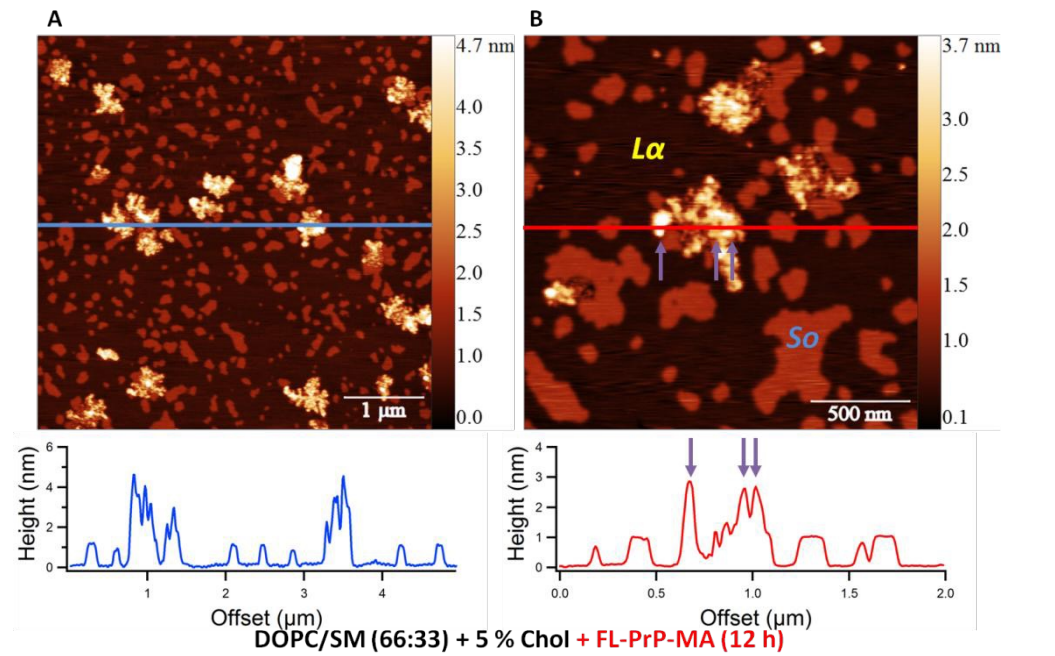 A
4.7 nm
4.0
3.5
3.0
2.5
2.0
1.5
1.0
0.0
1 µm
B
3.7 nm
3.0
2.5
2.0
1.5
1.0
0.1
Lα
So
500 nm
Height (nm)
6
4
2
0
1
2
3
4
Offset (µm)
Height (nm)
4
3
2
1
0
0.0
0.5
1.0
1.5
2.0
Offset (µm)
DOPC/SM (66:33) + 5 % Chol + FL-PrP-MA (12 h)